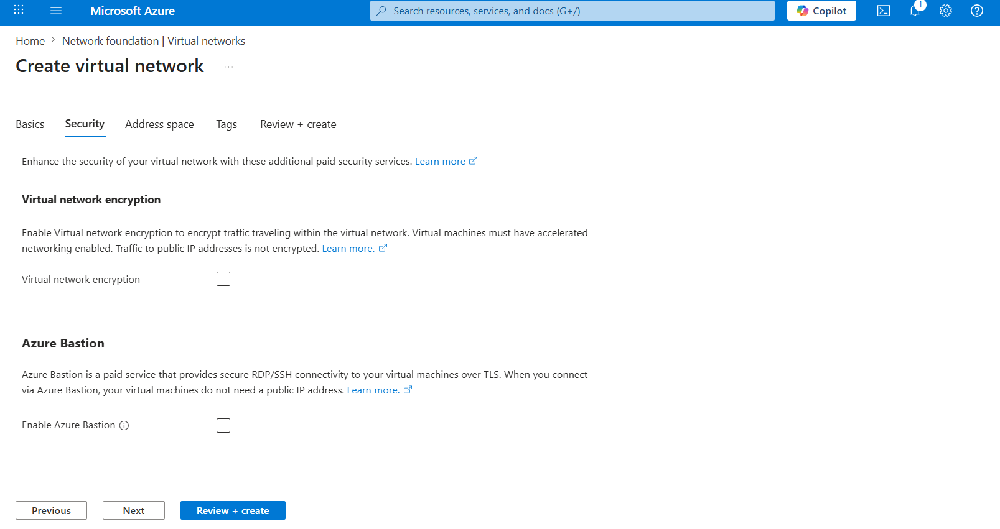 Microsoft Azure
Search resources, services, and docs (G+/)
Copilot
1
Home > Network foundation | Virtual networks
Create virtual network ...
Basics Security Address space Tags Review + create
Enhance the security of your virtual network with these additional paid security services. Learn more
Virtual network encryption
Enable Virtual network encryption to encrypt traffic traveling within the virtual network. Virtual machines must have accelerated
networking enabled. Traffic to public IP addresses is not encrypted. Learn more.
Virtual network encryption
Azure Bastion
Azure Bastion is a paid service that provides secure RDP/SSH connectivity to your virtual machines over TLS. When you connect
via Azure Bastion, your virtual machines do not need a public IP address. Learn more.
Enable Azure Bastion
Previous Next Review + create